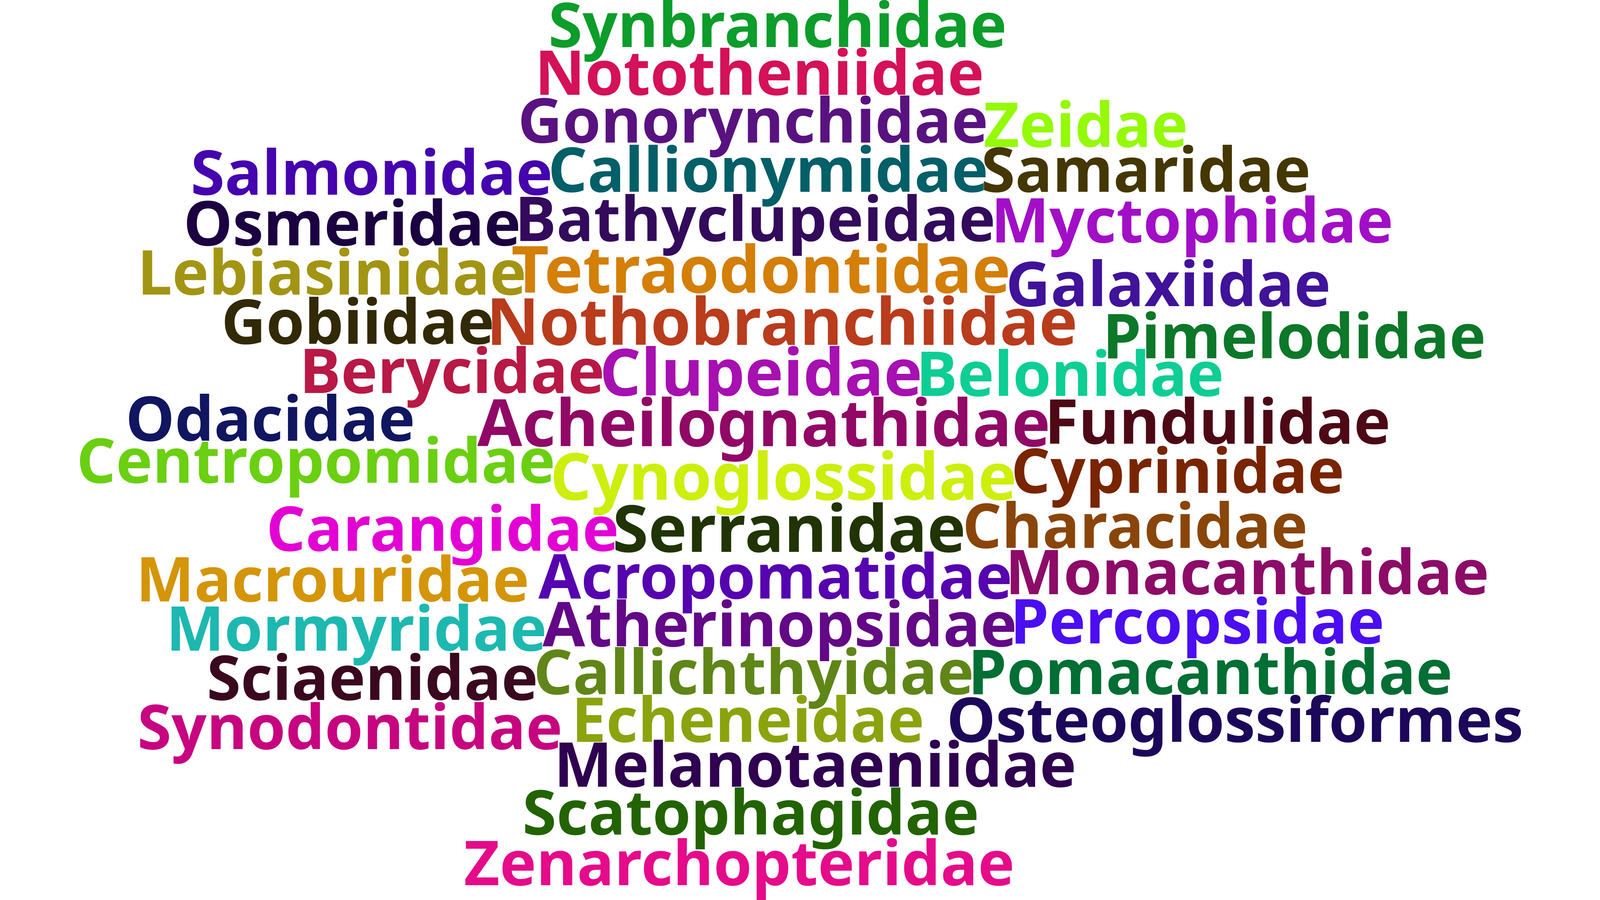 Synbranchidae
Nototheniidae
Gonorynchidae Zeidae
Salmonidae Callionymidae Samaridae
Osmeridae Bathyclupeidae Myctophidae
Lebiasinidae Tetraodontidae Galaxiidae
Gobiidae Nothobranchiidae Pimelodidae
Berycidae Clupeidae Belonidae
Odacidae Acheilognathidae Fundulidae
Centropomidae Cynoglossidae Cyprinidae
Carangidae Serranidae Characidae
Macrouridae Acropomatidae Monacanthidae
Mormyridae Atherinopsidae Percopsidae
Sciaenidae Callichthyidae Pomacanthidae
Synodontidae Echeneidae Osteoglossiformes
Melanotaeniidae
Scatophagidae
Zenarchopteridae